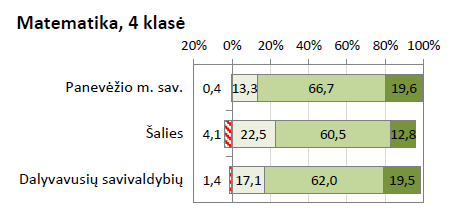 Matematika, 4 klasė
20% 0% 20% 40% 60% 80% 100%
Panevėžio m. sav. 0,4 13,3 66,7 19,6
Šalies 4,1 22,5 60,5 12,8
Dalyvavusių savivaldybių 1,4 17,1 62,0 19,5